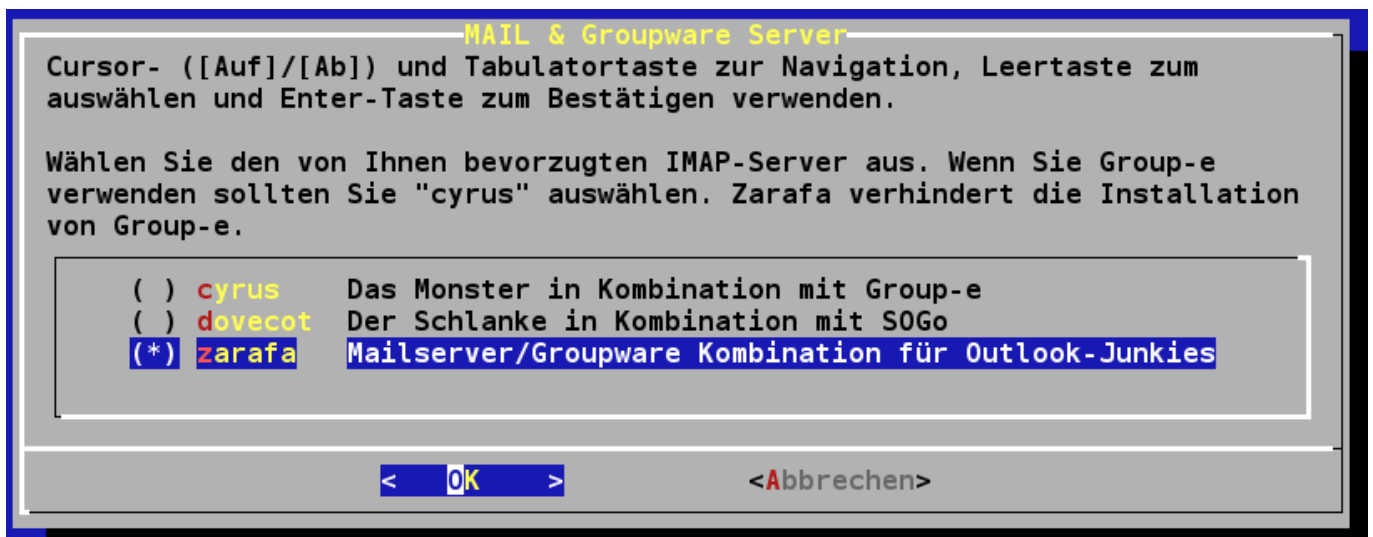 MAIL & Groupware Server
Cursor- ([Auf]/[Ab]) und Tabulatortaste zur Navigation, Leertaste zum
auswählen und Enter-Taste zum Bestätigen verwenden.
Wählen Sie den von Ihnen bevorzugten IMAP-Server aus. Wenn Sie Group-e
verwenden sollten Sie "cyrus" auswählen. Zarafa verhindert die Installation
von Group-e.
( ) cyrus Das Monster in Kombination mit Group-e
( ) dovecot Der Schlanke in Kombination mit SOGo
(*) zarafa Mailserver/Groupware Kombination für Outlook-Junkies
< OK > <Abbrechen>